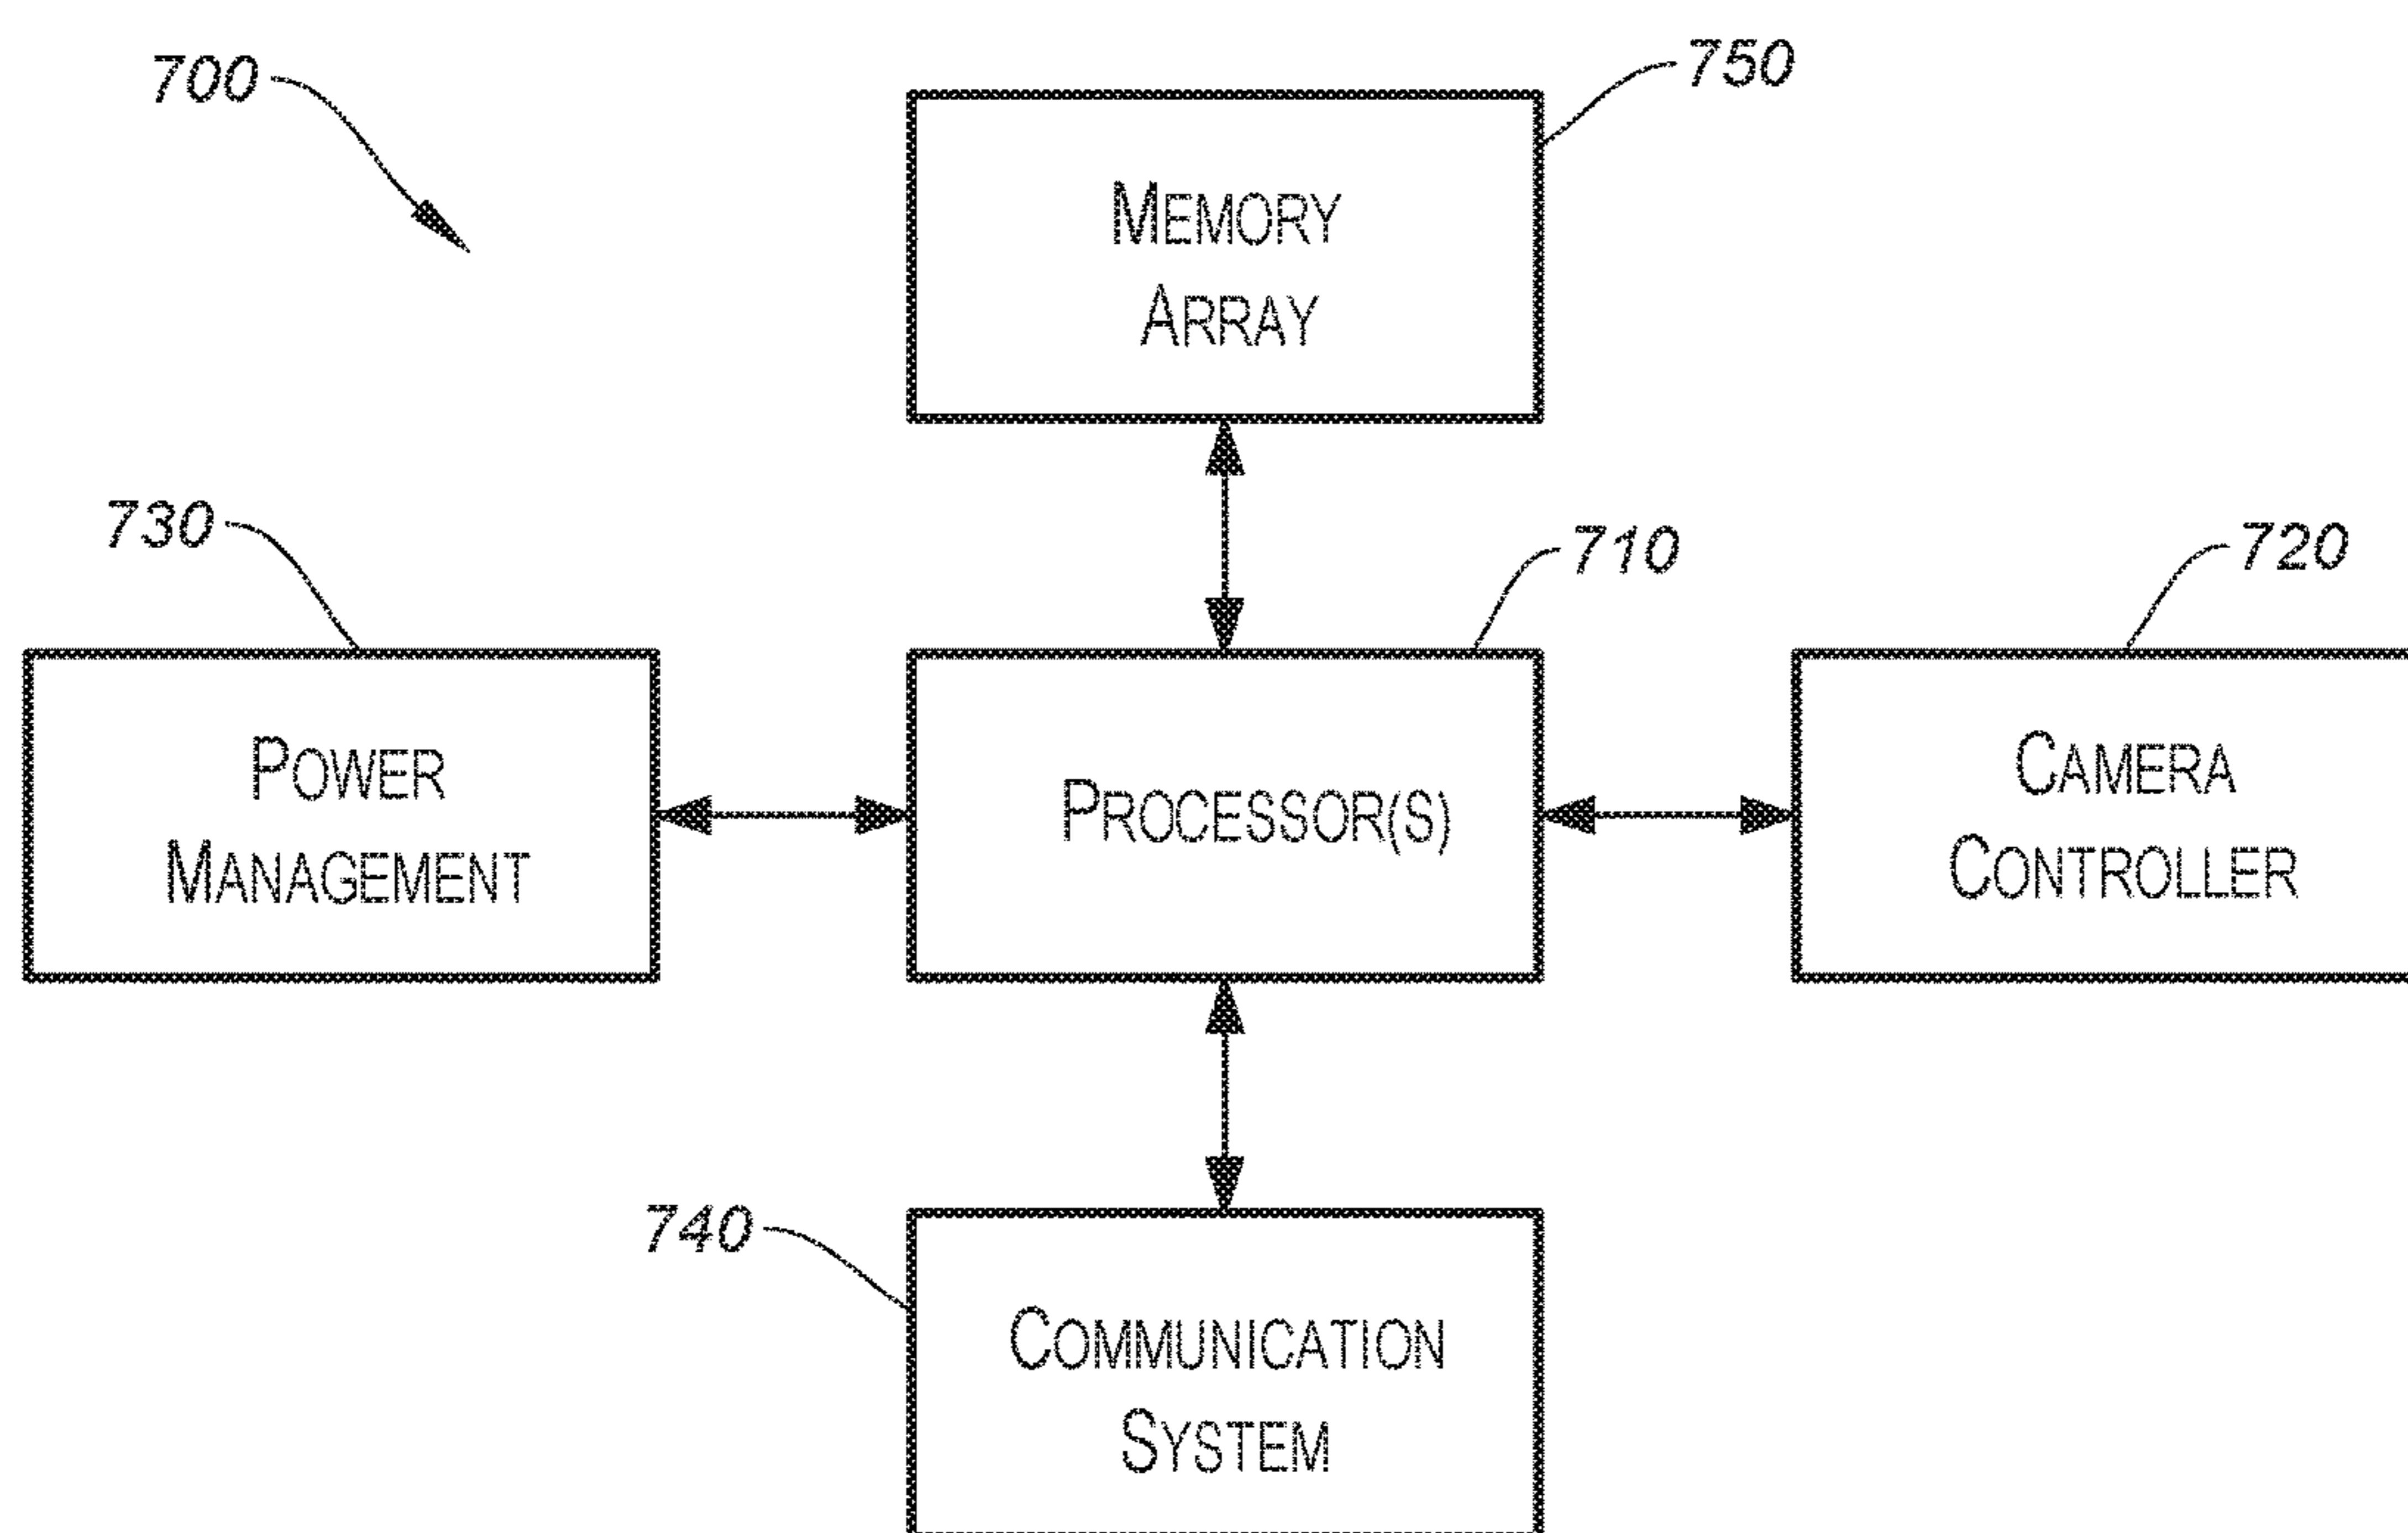 700
750
MEMORY
ARRAY
730
710
720
POWER
MANAGEMENT
PROCESSOR(S)
CAMERA
CONTROLLER
740
COMMUNICATION
SYSTEM